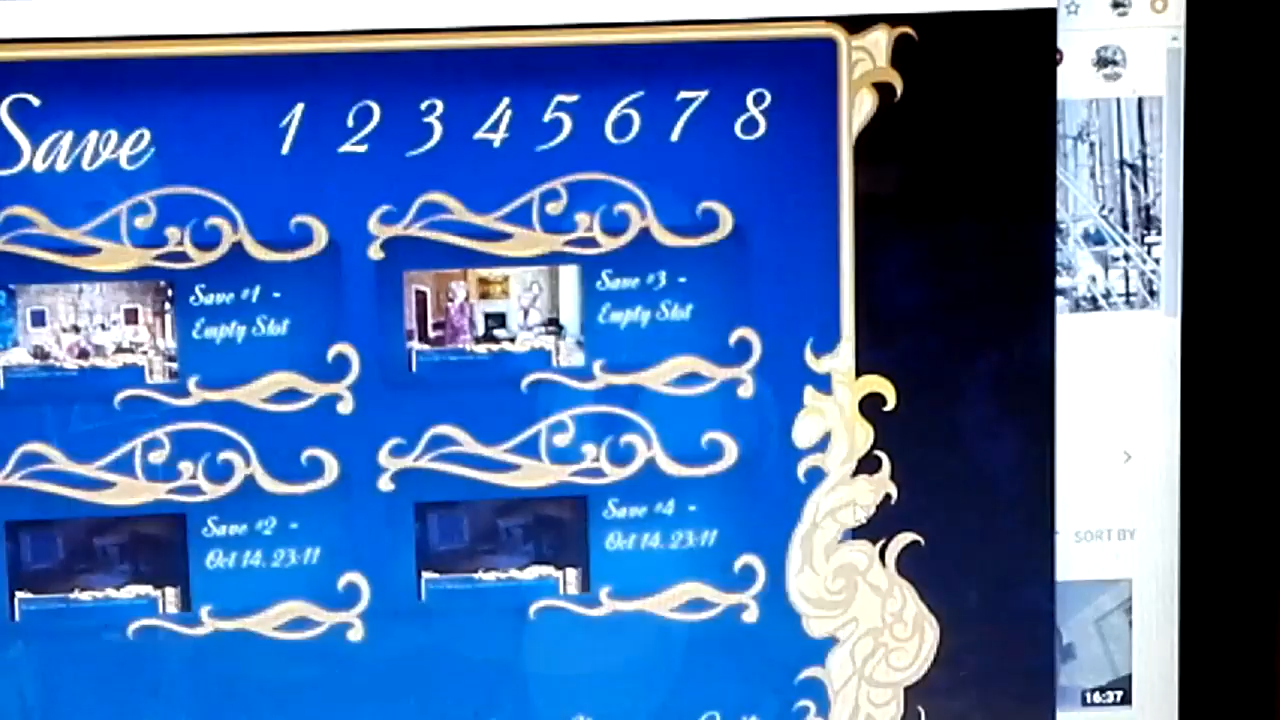 Save
1 2 3 4 5 6 7 8
Save #1 -
Empty Slot
Save #3 -
Empty Slot
Save #2 -
Oct 14, 23:11
Save #4 -
Oct 14, 23:11
SORT BY
16:37